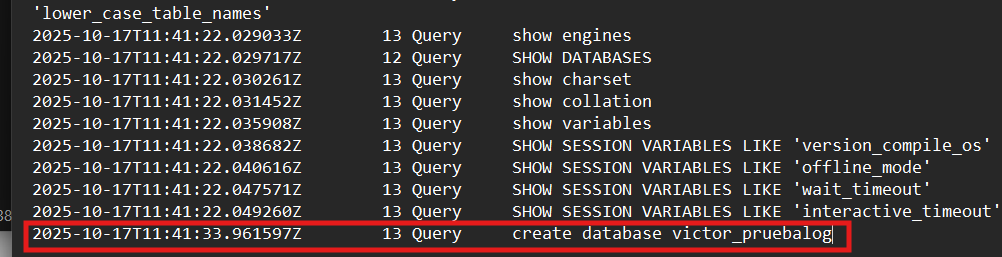 'lower_case_table_names'
2025-10-17T11:41:22.029033Z 13 Query show engines
2025-10-17T11:41:22.029717Z 12 Query SHOW DATABASES
2025-10-17T11:41:22.030261Z 13 Query show charset
2025-10-17T11:41:22.031452Z 13 Query show collation
2025-10-17T11:41:22.035908Z 13 Query show variables
2025-10-17T11:41:22.038682Z 13 Query SHOW SESSION VARIABLES LIKE 'version_compile_os'
2025-10-17T11:41:22.040616Z 13 Query SHOW SESSION VARIABLES LIKE 'offline_mode'
2025-10-17T11:41:22.047571Z 13 Query SHOW SESSION VARIABLES LIKE 'wait_timeout'
2025-10-17T11:41:22.049260Z 13 Query SHOW SESSION VARIABLES LIKE 'interactive_timeout'
2025-10-17T11:41:33.961597Z 13 Query create database victor_pruebalog